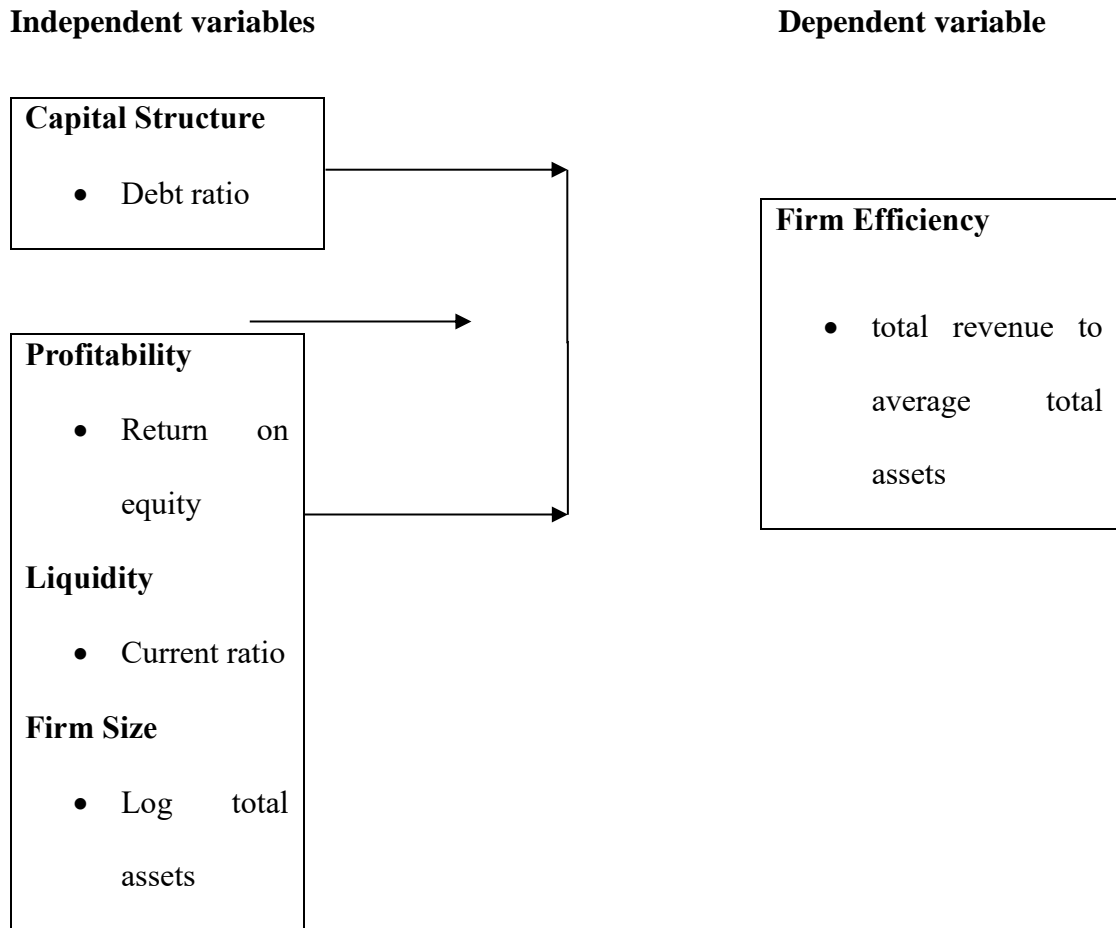 Independent variables
Dependent variable
Capital Structure
• Debt ratio
Profitability
• Return on
equity
Liquidity
• Current ratio
Firm Size
• Log total
assets
Firm Efficiency
• total revenue to
average total
assets